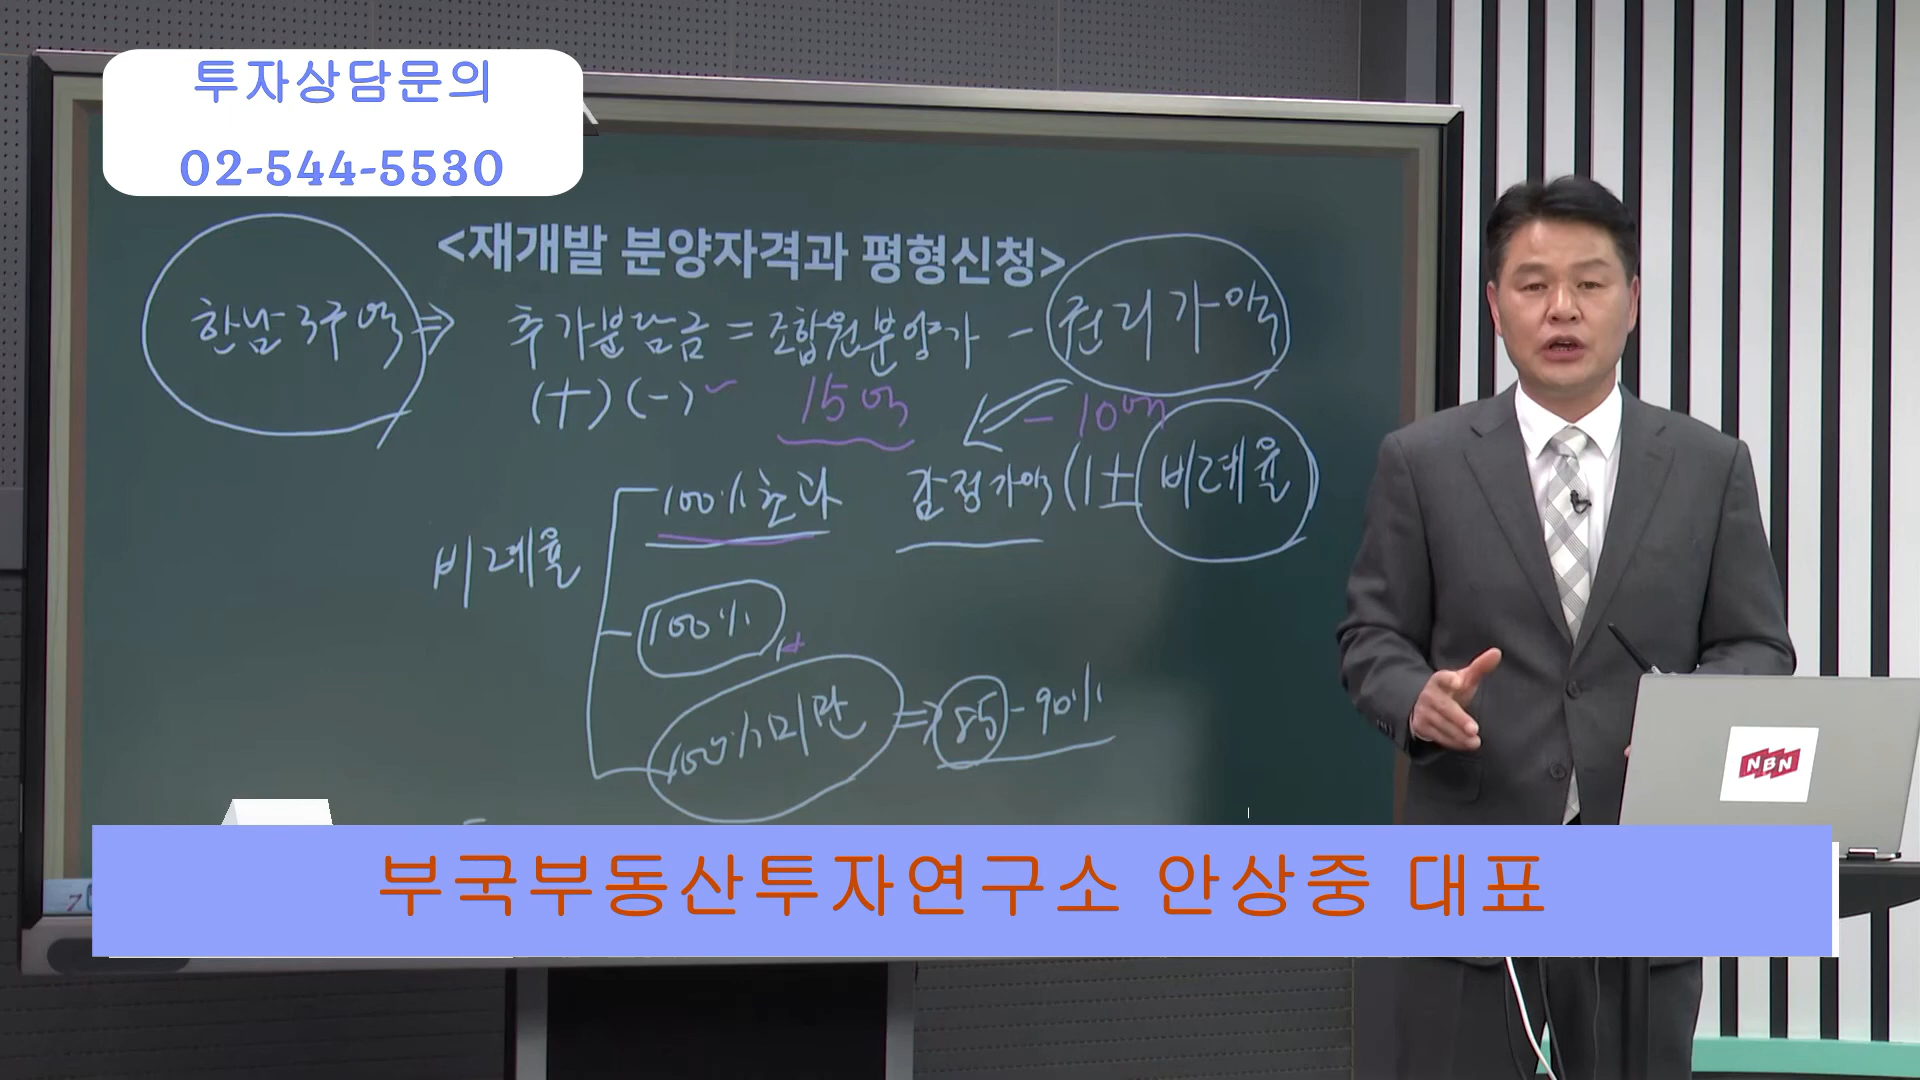 투자상담문의
02-544-5530
<재개발 분양자격과 평형신청>
한남3구역 ⇒ 추가분담금 = 조합원분양가 - 권리가액
(+)(-) 15억 - 10억
100% 초과 감정가액(1± 비례율
비례율
100%
100%미만 ⇒ 85-90%
NBN
부국부동산투자연구소 안상중 대표
7